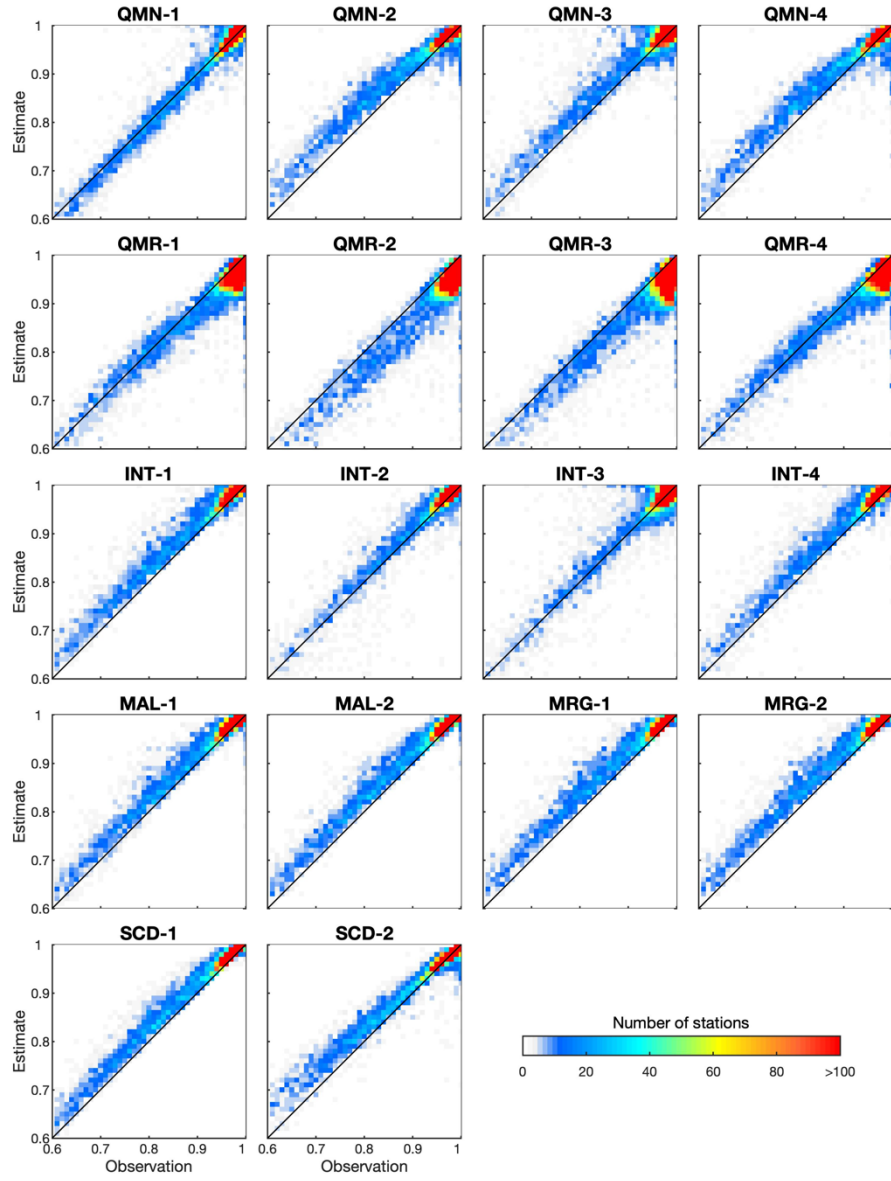 QMN-1 QMN-2 QMN-3 QMN-4
1
0.9
0.8
0.7
0.6
Estimate
QMR-1 QMR-2 QMR-3 QMR-4
1
0.9
0.8
0.7
0.6
Estimate
INT-1 INT-2 INT-3 INT-4
1
0.9
0.8
0.7
0.6
Estimate
MAL-1 MAL-2 MRG-1 MRG-2
1
0.9
0.8
0.7
0.6
Estimate
SCD-1 SCD-2
1
0.9
0.8
0.7
0.6
Estimate
0.6 0.7 0.8 0.9 1
Observation
0.6 0.7 0.8 0.9 1
Observation
Number of stations
0 20 40 60 80 >100